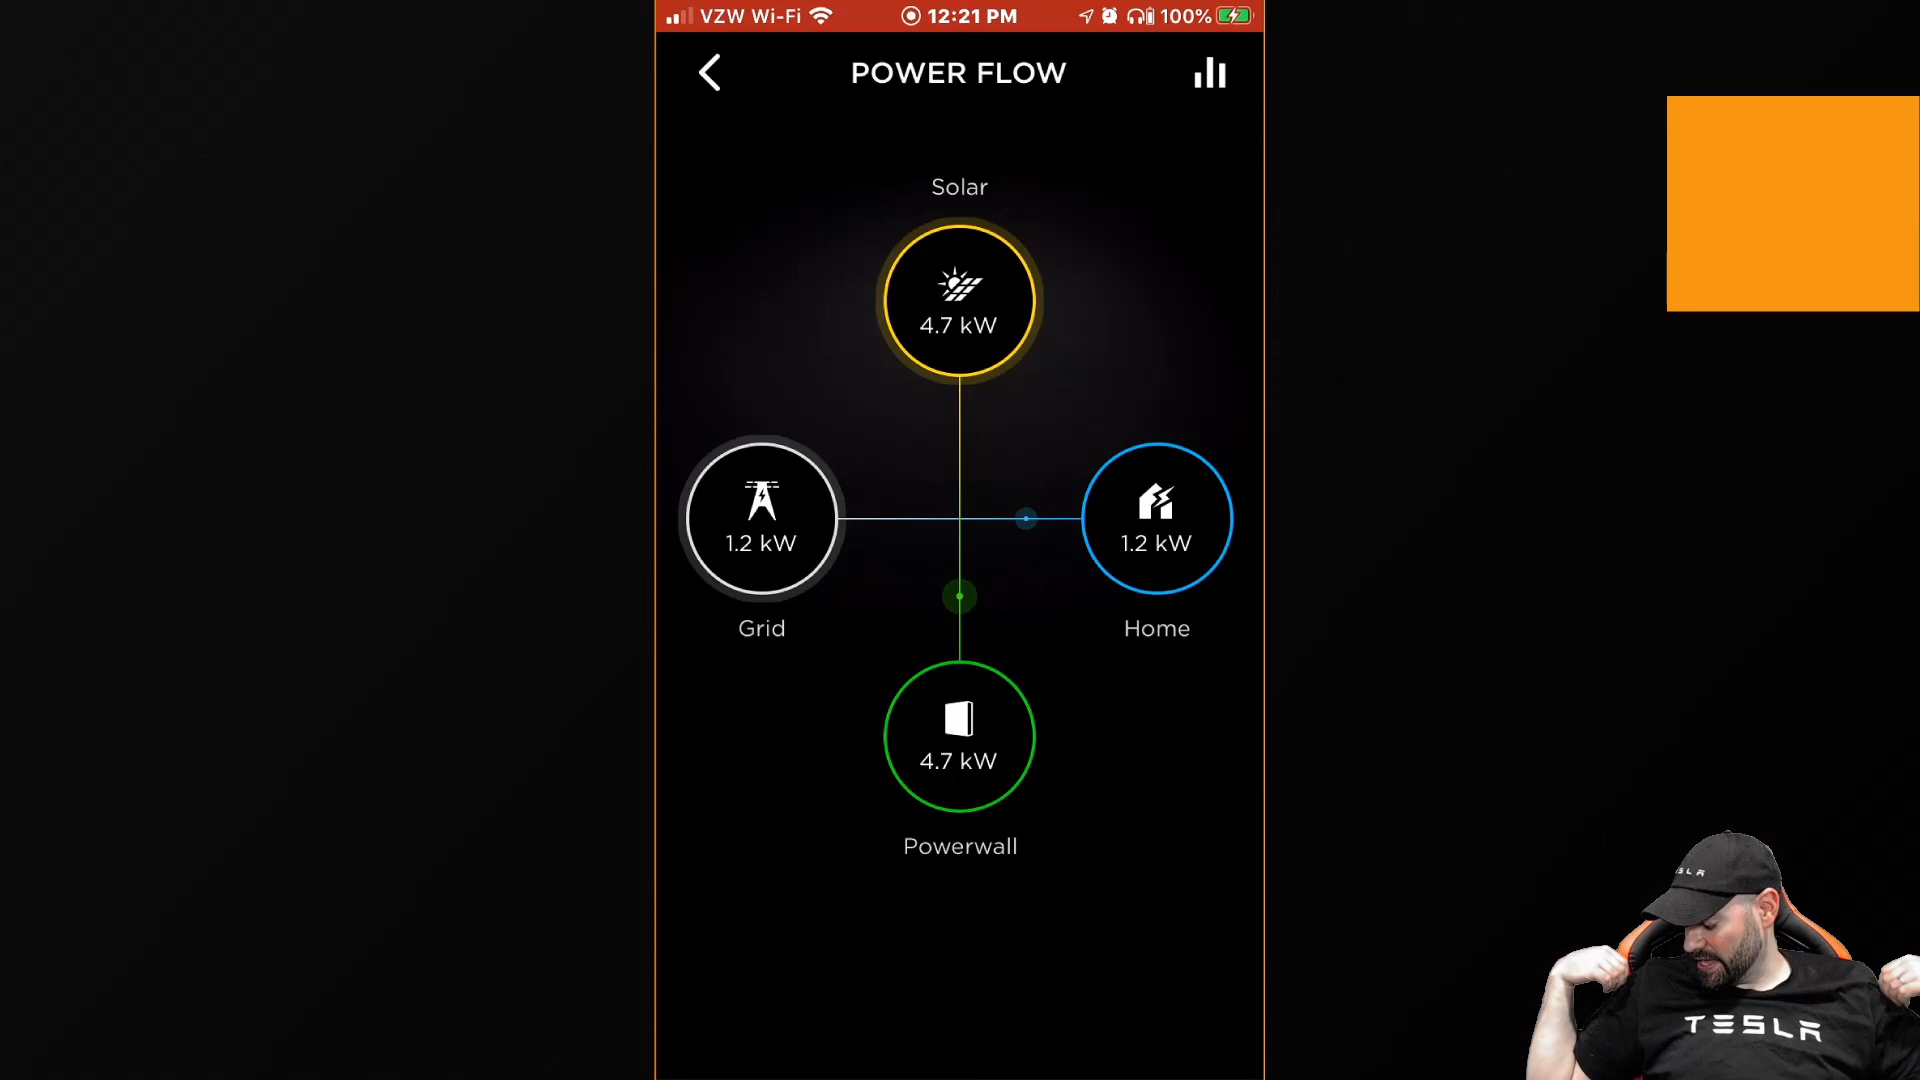 VZW Wi-Fi 12:21 PM 100%
POWER FLOW
Solar
4.7 kW
1.2 kW
1.2 kW
Grid
Home
4.7 kW
Powerwall
SLA
TESLA